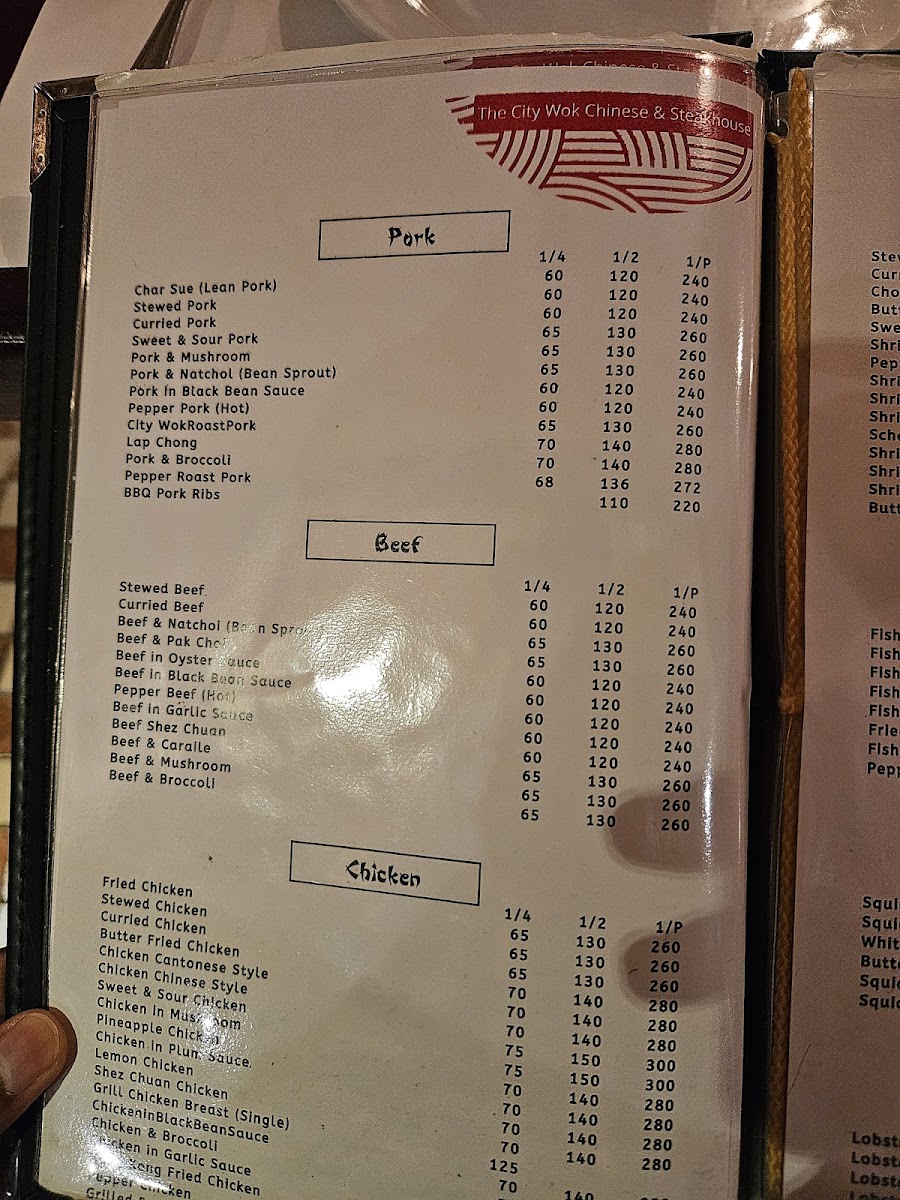 The City Wok Chinese & Steakhouse
Pork
1/4 1/2 1/P
Char Sue (Lean Pork) 60 120 240
Stewed Pork 60 120 240
Curried Pork 60 120 240
Sweet & Sour Pork 65 130 260
Pork & Mushroom 65 130 260
Pork & Natchol (Bean Sprout) 65 130 260
Pork In Black Bean Sauce 60 120 240
Pepper Pork (Hot) 60 120 240
City WokRoastPork 65 130 260
Lap Chong 70 140 280
Pork & Broccoli 70 140 280
Pepper Roast Pork 68 136 272
BBQ Pork Ribs 110 220
Beef
1/4 1/2 1/P
Stewed Beef 60 120 240
Curried Beef 60 120 240
Beef & Natchoi (Bean 65 130 260
Beef & Pak 65 130 260
Beef in Oyster Sauce 60 120 240
Beef in Black Bean Sauce 60 120 240
Pepper Beef (Hot) 60 120 240
Beef in Garlic Sauce 60 120 240
Beef Shez Chuan 60 120 240
Beef & Caraile 65 130 260
Beef & Mushroom 65 130 260
Beef & Broccoli 65 130 260
Chicken
1/4 1/2 1/P
Fried Chicken 65 130 260
Stewed Chicken 65 130 260
Curried Chicken 65 130 260
Butter Fried Chicken 70 140 280
Chicken Cantonese Style 70 140 280
Chicken Chinese Style 70 140 280
Sweet & Sour Chicken 75 150 300
Chicken in Mushroom 75 150 300
Pineapple Chicken 70 140 280
Chicken in Plum Sauce 70 140 280
Lemon Chicken 70 140 280
Shez Chuan Chicken 70 140 280
Grill Chicken Breast (Single) 125
ChickeninBlackBeanSauce 70 140
Chicken & Broccoli
Chicken in Garlic Sauce
Fried Chicken
Pepper Chicken
Grilled